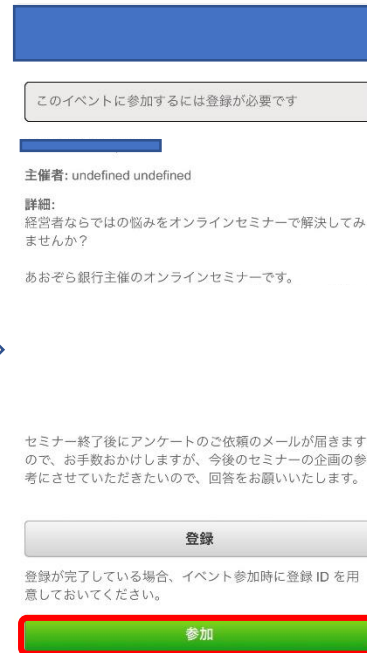 このイベントに参加するには登録が必要です
主催者: undefined undefined
詳細:
経営者ならではの悩みをオンラインセミナーで解決してみ
ませんか？
あおぞら銀行主催のオンラインセミナーです。
セミナー終了後にアンケートのご依頼のメールが届きます
ので、お手数おかけしますが、今後のセミナーの企画の参
考にさせていただきたいので、回答をお願いいたします。
登録
登録が完了している場合、イベント参加時に登録 ID を用
意しておいてください。
参加